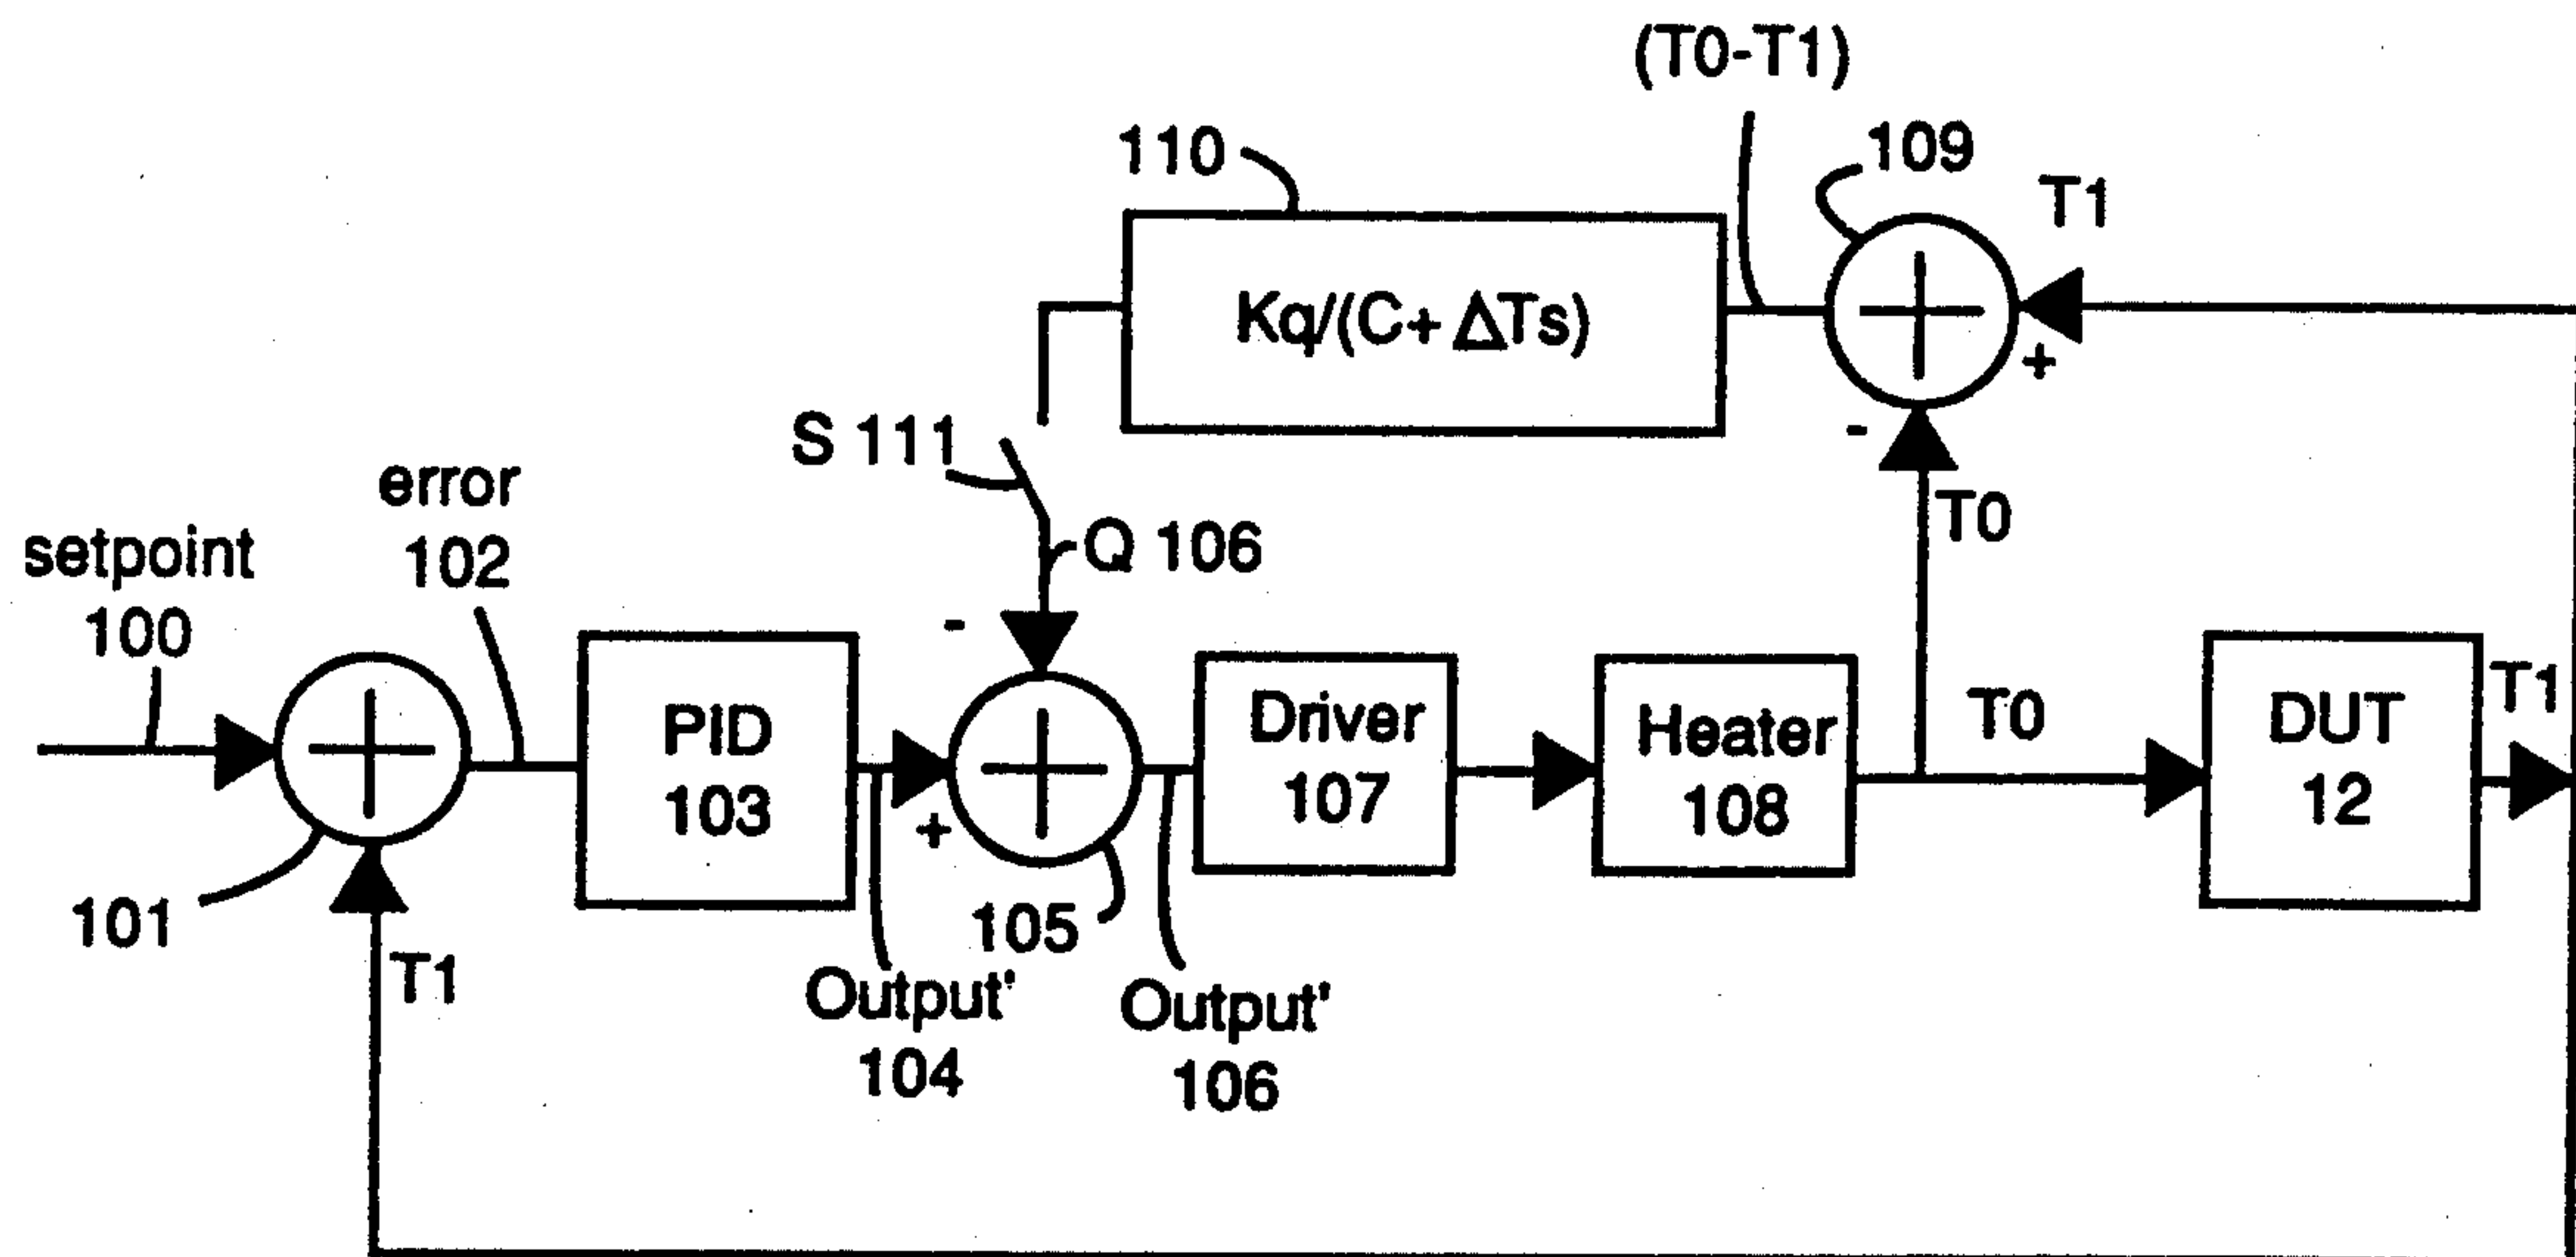 (T0-T1)
110
109
T1
Kq/(C+ ΔTs)
+
S 111
-
T0
error
102
Q 106
setpoint
100
-
PID
103
Driver
107
Heater
108
T0
DUT
12
T1
+
101
105
T1
Output'
104
Output'
106